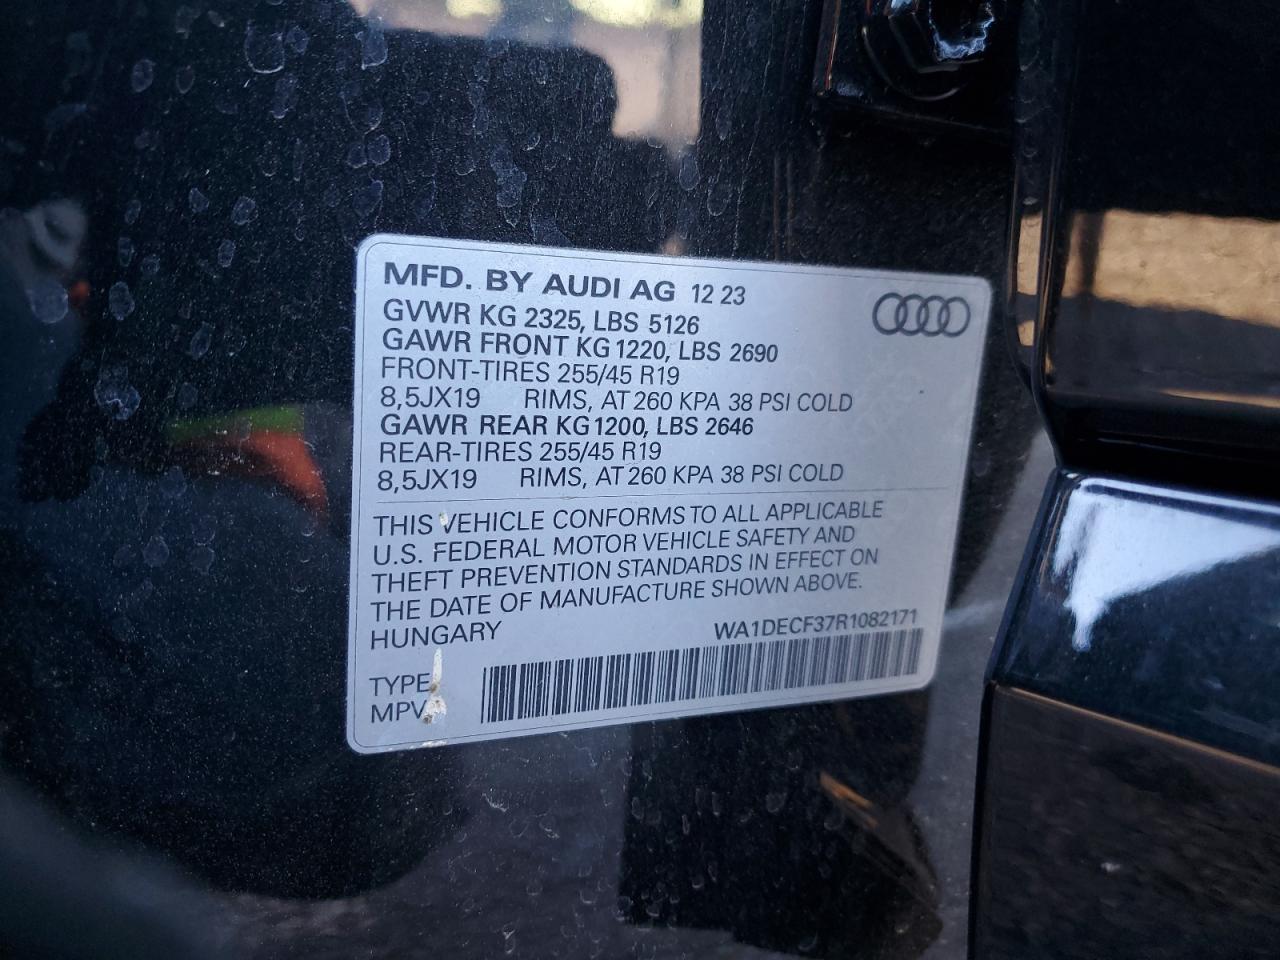 MFD. BY AUDI AG 12 23
GVWR KG 2325, LBS 5126
GAWR FRONT KG 1220, LBS 2690
FRONT-TIRES 255/45 R19
8,5JX19 RIMS, AT 260 KPA 38 PSI COLD
GAWR REAR KG 1200, LBS 2646
REAR-TIRES 255/45 R19
8,5JX19 RIMS, AT 260 KPA 38 PSI COLD
THIS VEHICLE CONFORMS TO ALL APPLICABLE
U.S. FEDERAL MOTOR VEHICLE SAFETY AND
THEFT PREVENTION STANDARDS IN EFFECT ON
THE DATE OF MANUFACTURE SHOWN ABOVE.
HUNGARY WA1DECF37R1082171
TYPE
MPV